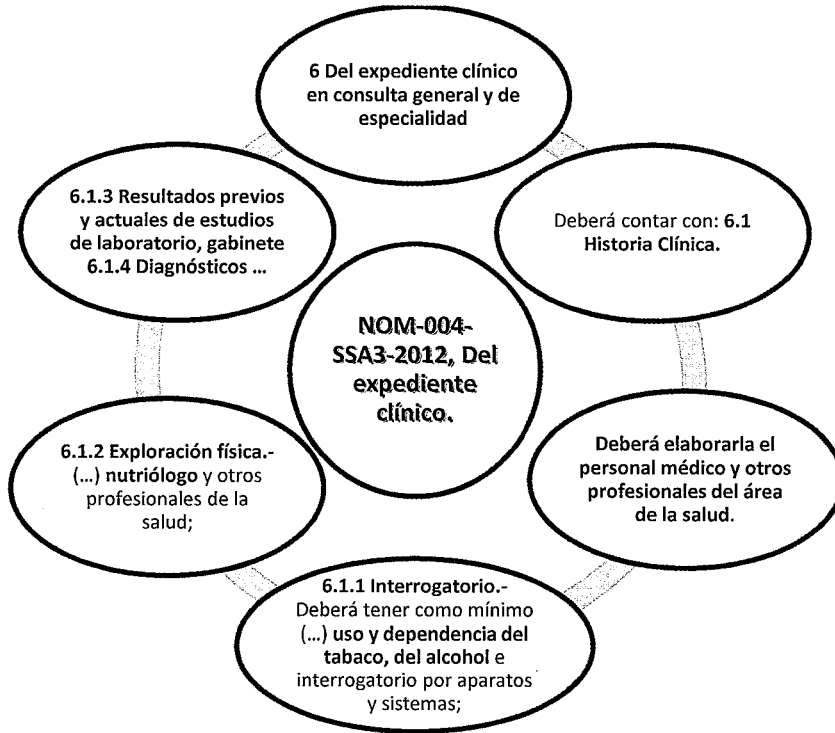 6 Del expediente clínico
en consulta general y de
especialidad
Deberá contar con: 6.1
Historia Clínica.
Deberá elaborarla el
personal médico y otros
profesionales del área
de la salud.
6.1.1 Interrogatorio.-
Deberá tener como mínimo
(...) uso y dependencia del
tabaco, del alcohol e
interrogatorio por aparatos
y sistemas;
6.1.2 Exploración física.-
(...) nutriólogo y otros
profesionales de la
salud;
6.1.3 Resultados previos
y actuales de estudios
de laboratorio, gabinete
6.1.4 Diagnósticos ...
NOM-004-
SSA3-2012, Del
expediente
clínico.